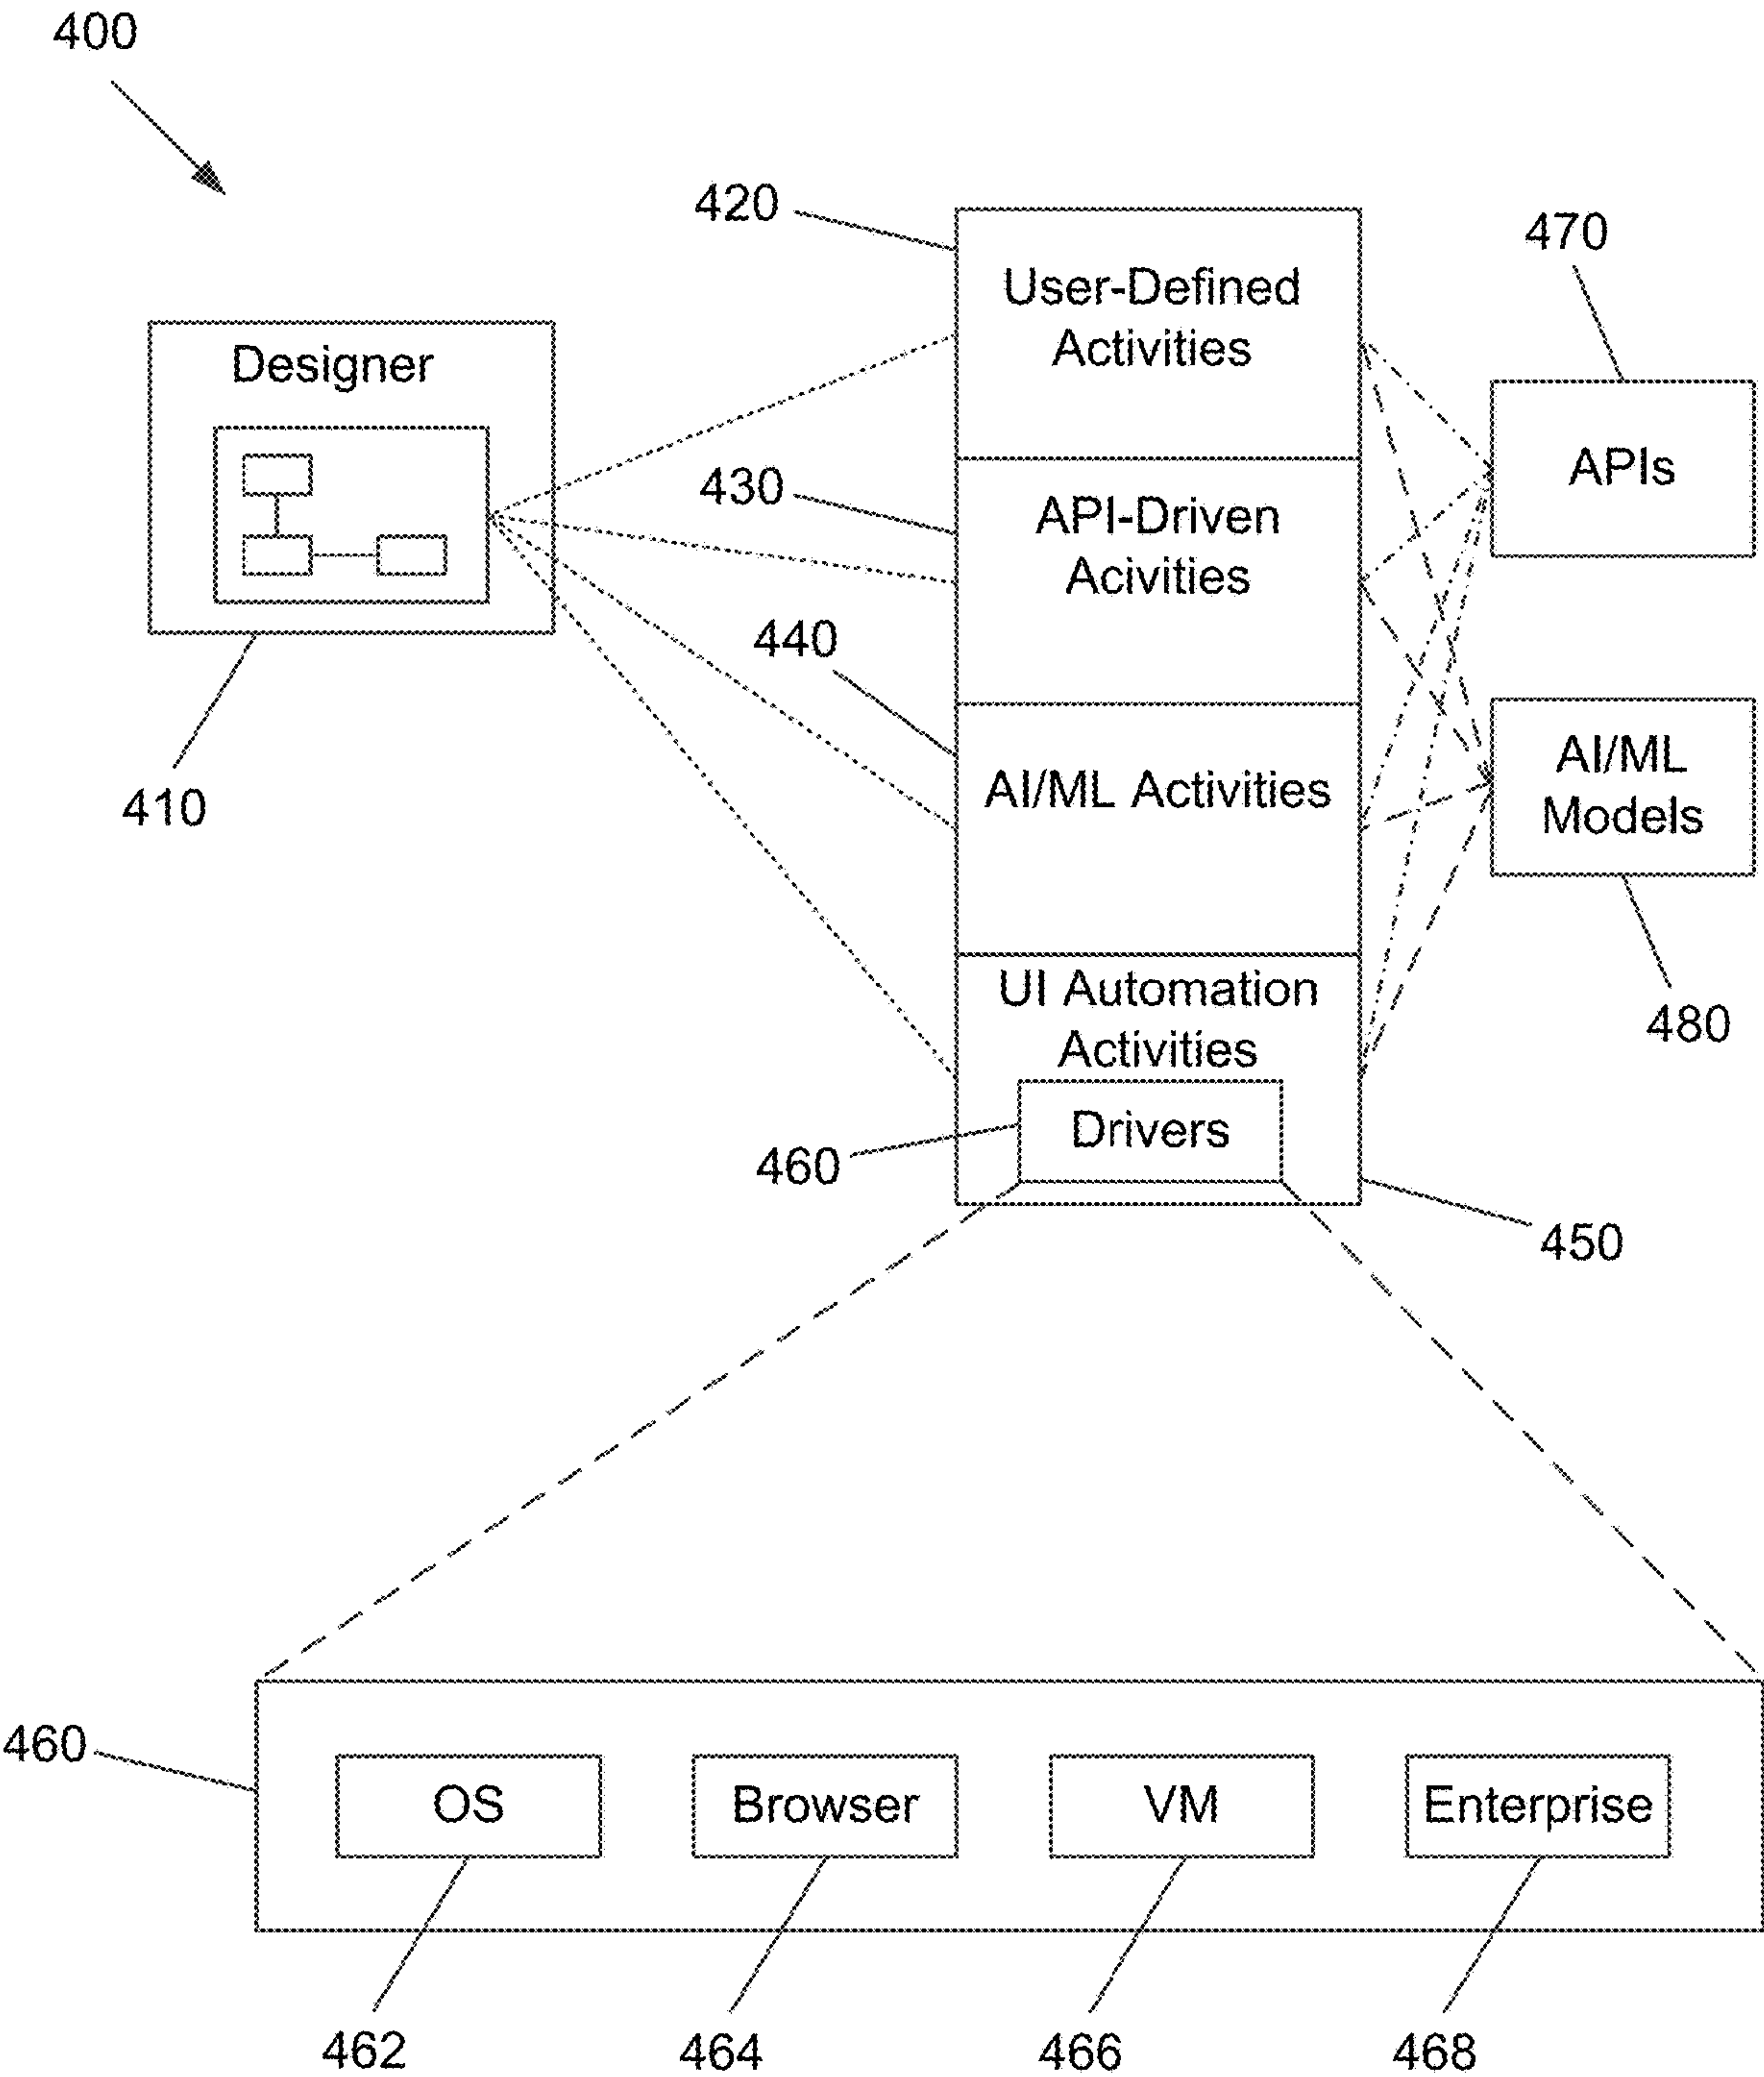 400
420
470
User-Defined
Activities
Designer
APIs
430
API-Driven
Acivities
440
410
AI/ML Activities
AI/ML
Models
480
UI Automation
Activities
Drivers
460
450
460
OS
Browser
VM
Enterprise
462
464
466
468